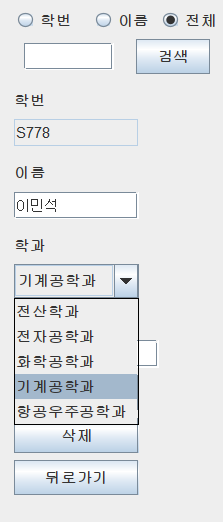 학번 이름 전체
검색
학번
S778
이름
이민석
학과
기계공학과
전산학과
전자공학과
화학공학과
기계공학과
항공우주공학과
삭제
뒤로가기